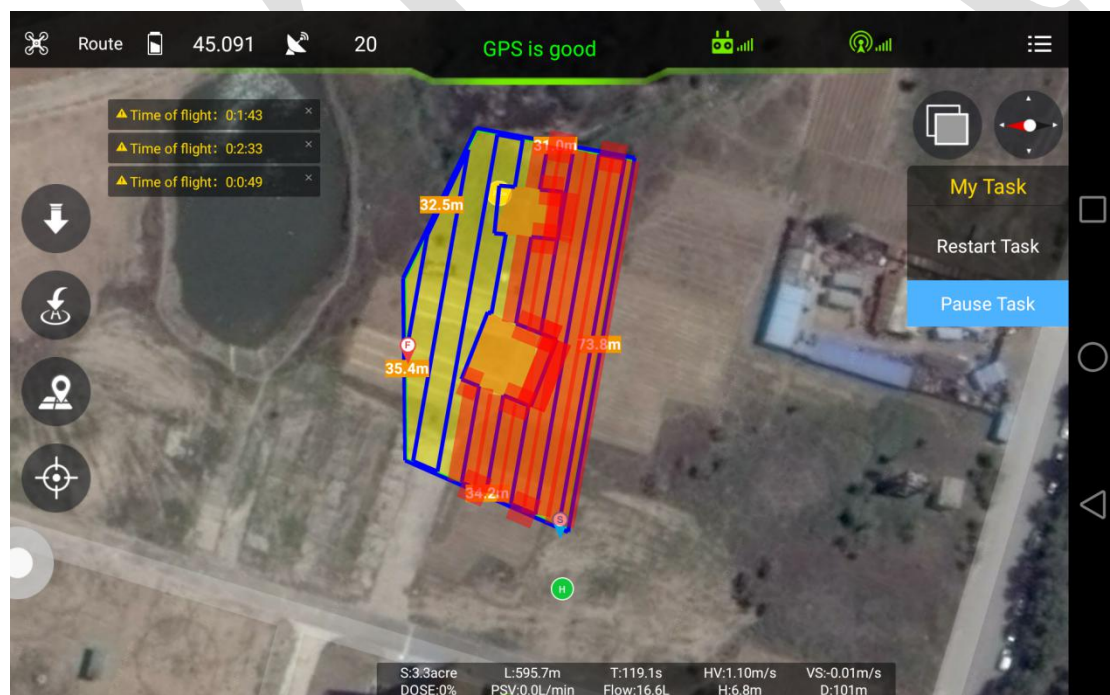 Route 45.091 20 GPS is good
Time of flight: 0:1:43
Time of flight: 0:2:33
Time of flight: 0:0:49
My Task
Restart Task
Pause Task
31.0m
32.5m
73.8m
F
35.4m
34.2m
S
H
S:3.3acre L:595.7m T:119.1s HV:1.10m/s VS:-0.01m/s
DOSE:0% PSV:0.0L/min Flow:16.6L H:6.8m D:101m